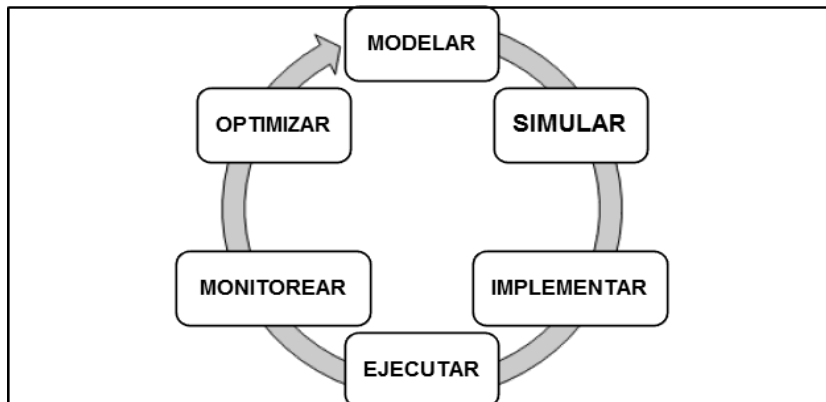 MODELAR
SIMULAR
IMPLEMENTAR
EJECUTAR
MONITOREAR
OPTIMIZAR